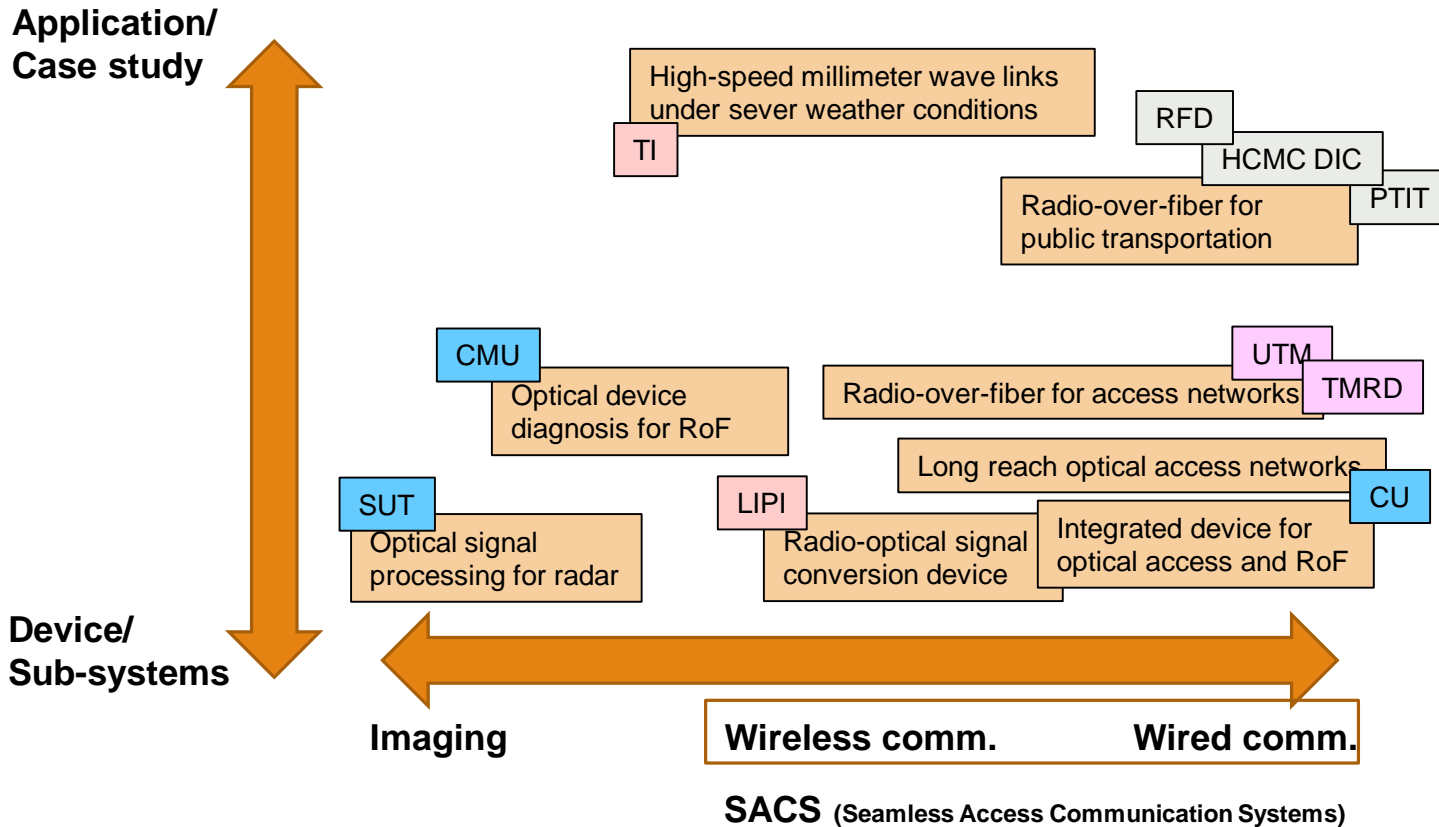 Application/
Case study
High-speed millimeter wave links
under sever weather conditions
TI
RFD
HCMC DIC
PTIT
Radio-over-fiber for
public transportation
CMU
Optical device
diagnosis for RoF
UTM
TMRD
Radio-over-fiber for access networks
Long reach optical access networks
CU
SUT
Optical signal
processing for radar
LIPI
Radio-optical signal
conversion device
Integrated device for
optical access and RoF
Device/
Sub-systems
Imaging
Wireless comm.
Wired comm.
SACS (Seamless Access Communication Systems)